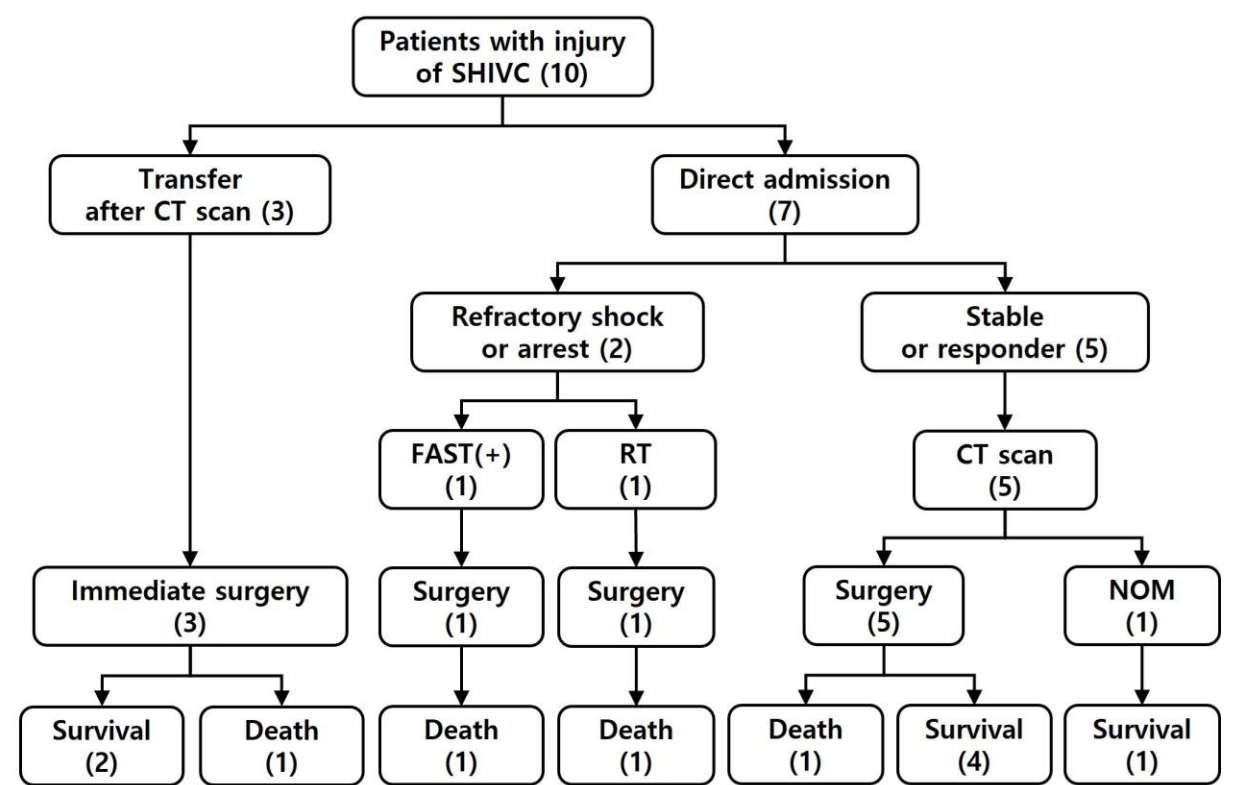 Patients with injury
of SHIVC (10)
Transfer
after CT scan (3)
Direct admission
(7)
Refractory shock
or arrest (2)
Stable
or responder (5)
FAST(+)
(1)
RT
(1)
CT scan
(5)
Immediate surgery
(3)
Surgery
(1)
Surgery
(1)
Surgery
(5)
NOM
(1)
Survival
(2)
Death
(1)
Death
(1)
Death
(1)
Death
(1)
Survival
(4)
Survival
(1)